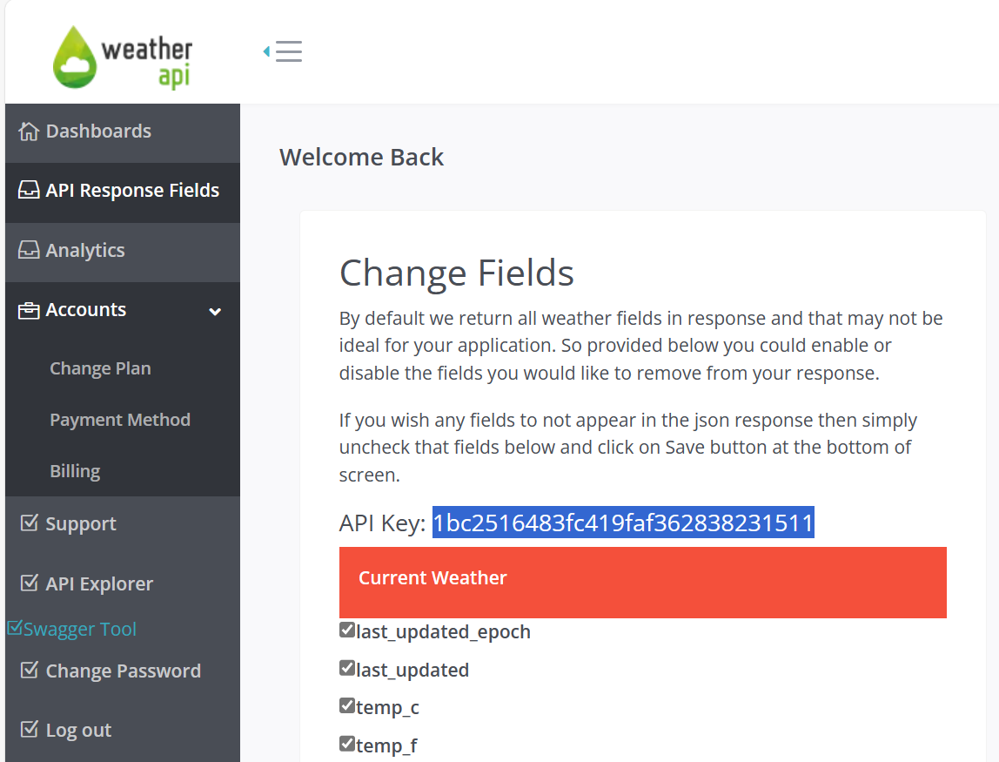 weather
api
Dashboards
API Response Fields
Analytics
Accounts
Change Plan
Payment Method
Billing
Support
API Explorer
Swagger Tool
Change Password
Log out
Welcome Back
Change Fields
By default we return all weather fields in response and that may not be
ideal for your application. So provided below you could enable or
disable the fields you would like to remove from your response.
If you wish any fields to not appear in the json response then simply
uncheck that fields below and click on Save button at the bottom of
screen.
API Key: 1bc2516483fc419faf362838231511
Current Weather
last_updated_epoch
last_updated
temp_c
temp_f